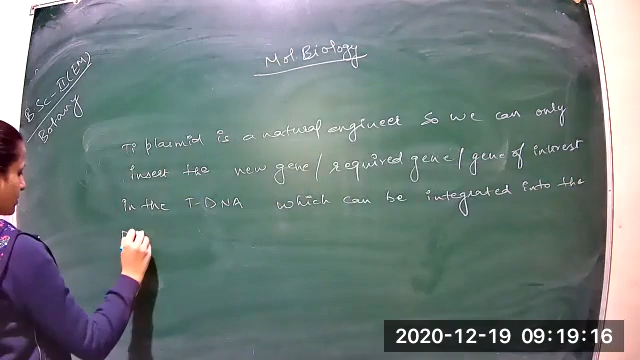 Mol. Biology
B.Sc-II (EM)
Botany
Ti plasmid is a natural engineer so we can only
insert the new gene/required gene/gene of interest
in the T-DNA which can be integrated into the
2020-12-19 09:19:16